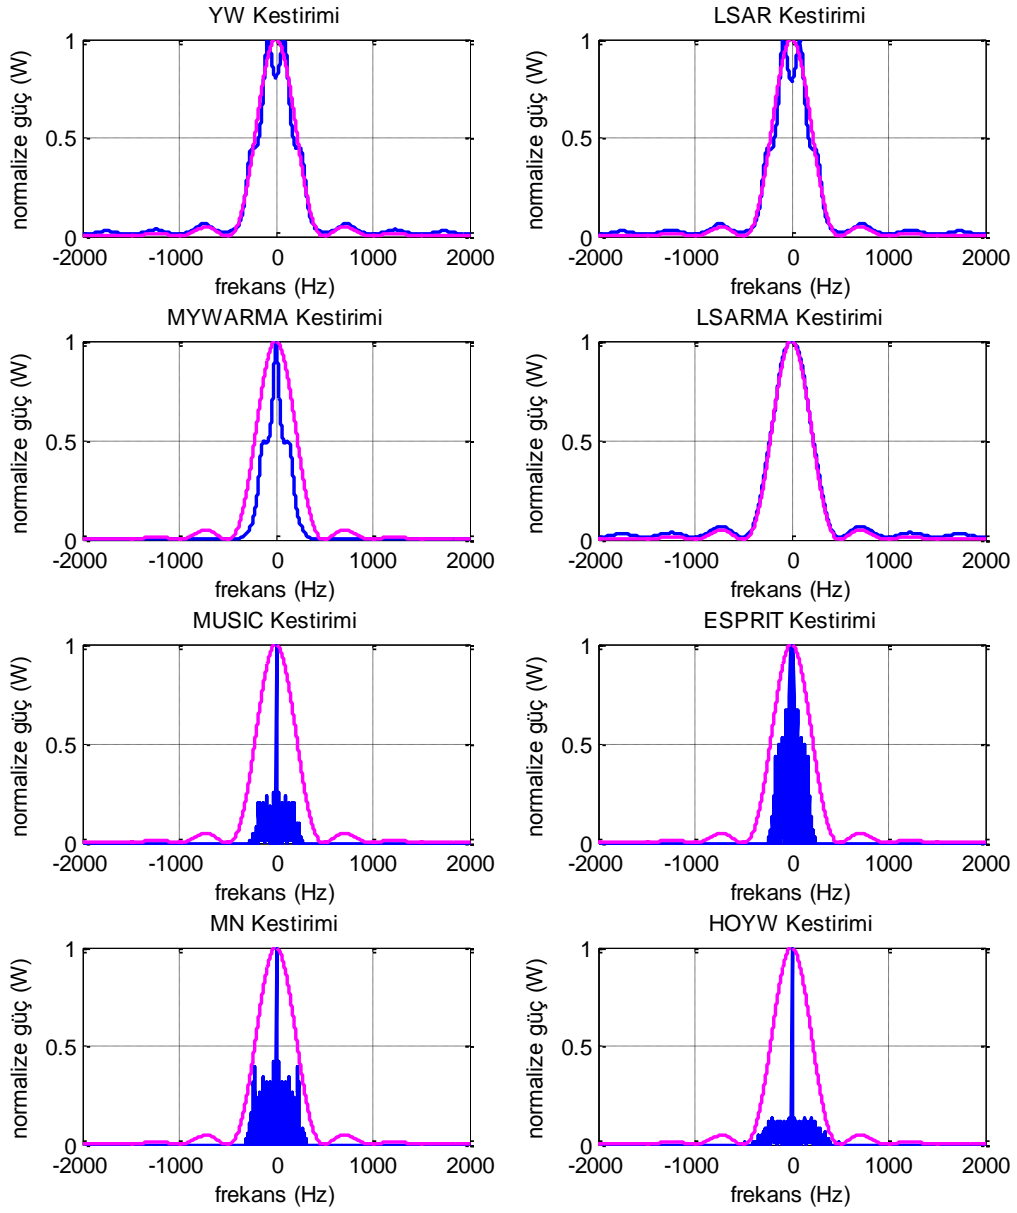 YW Kestirimi
normalize güç (W)
1
0.5
0
-2000 -1000 0 1000 2000
frekans (Hz)
LSAR Kestirimi
normalize güç (W)
1
0.5
0
-2000 -1000 0 1000 2000
frekans (Hz)
MYWARMA Kestirimi
normalize güç (W)
1
0.5
0
-2000 -1000 0 1000 2000
frekans (Hz)
LSARMA Kestirimi
normalize güç (W)
1
0.5
0
-2000 -1000 0 1000 2000
frekans (Hz)
MUSIC Kestirimi
normalize güç (W)
1
0.5
0
-2000 -1000 0 1000 2000
frekans (Hz)
ESPRIT Kestirimi
normalize güç (W)
1
0.5
0
-2000 -1000 0 1000 2000
frekans (Hz)
MN Kestirimi
normalize güç (W)
1
0.5
0
-2000 -1000 0 1000 2000
frekans (Hz)
HOYW Kestirimi
normalize güç (W)
1
0.5
0
-2000 -1000 0 1000 2000
frekans (Hz)